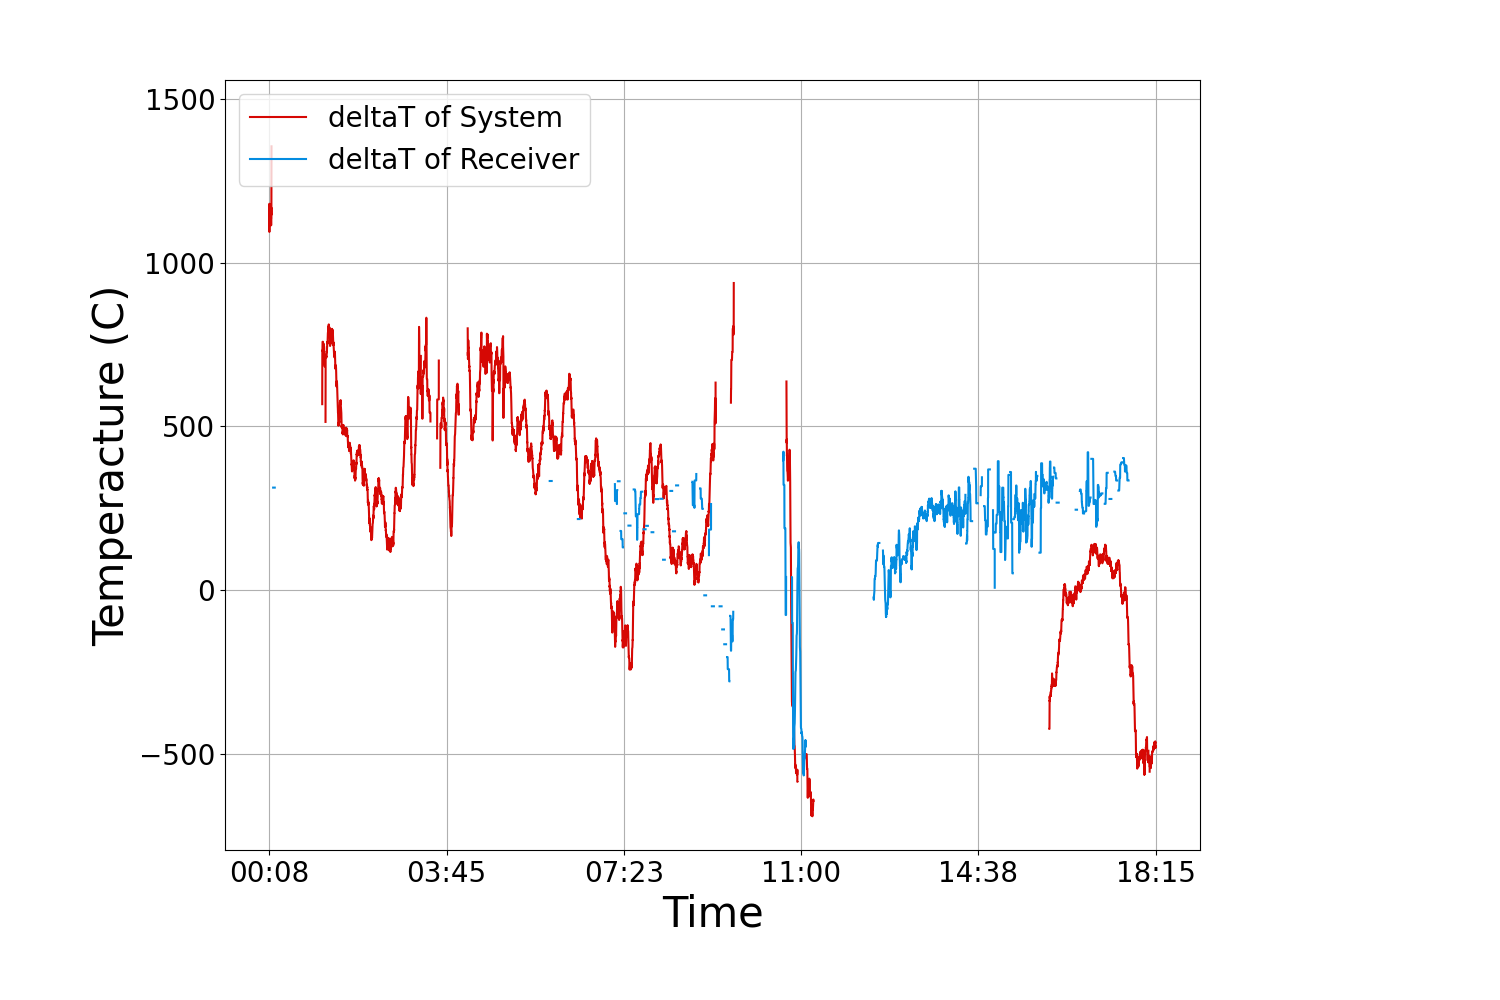 deltaT of System
deltaT of Receiver
1500
1000
500
0
−500
Temperacture (C)
00:08 03:45 07:23 11:00 14:38 18:15
Time